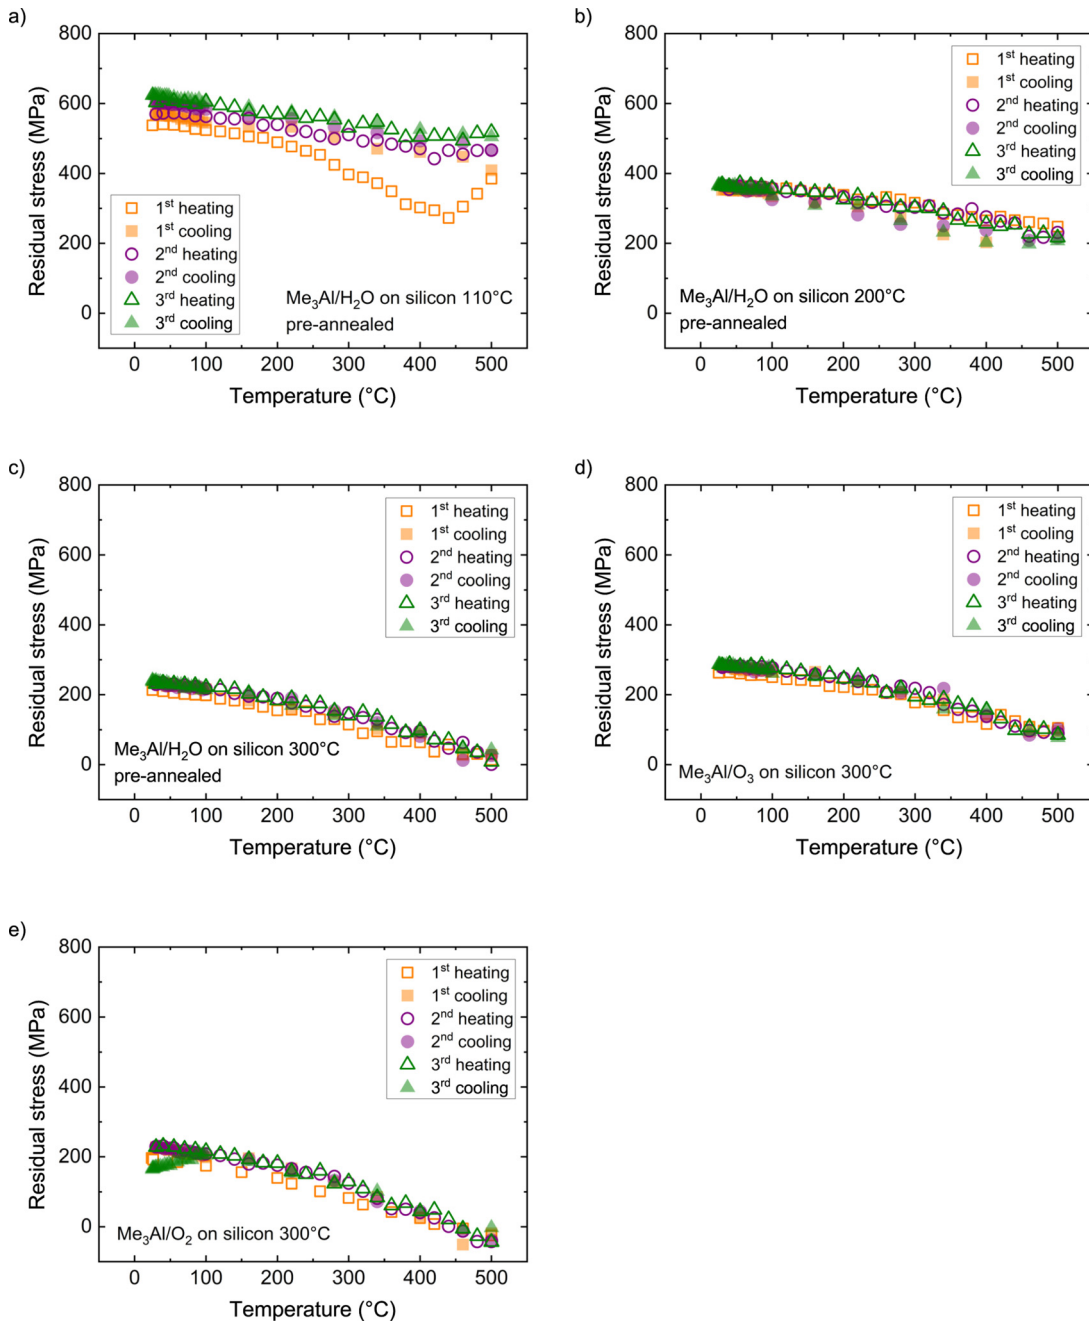 a)
800
600
400
200
0
Residual stress (MPa)
1st heating
1st cooling
2nd heating
2nd cooling
3rd heating
3rd cooling
Me3Al/H2O on silicon 110°C
pre-annealed
0 100 200 300 400 500
Temperature (°C)
b)
800
600
400
200
0
Residual stress (MPa)
1st heating
1st cooling
2nd heating
2nd cooling
3rd heating
3rd cooling
Me3Al/H2O on silicon 200°C
pre-annealed
0 100 200 300 400 500
Temperature (°C)
c)
800
600
400
200
0
Residual stress (MPa)
1st heating
1st cooling
2nd heating
2nd cooling
3rd heating
3rd cooling
Me3Al/H2O on silicon 300°C
pre-annealed
0 100 200 300 400 500
Temperature (°C)
d)
800
600
400
200
0
Residual stress (MPa)
1st heating
1st cooling
2nd heating
2nd cooling
3rd heating
3rd cooling
Me3Al/O3 on silicon 300°C
0 100 200 300 400 500
Temperature (°C)
e)
800
600
400
200
0
Residual stress (MPa)
1st heating
1st cooling
2nd heating
2nd cooling
3rd heating
3rd cooling
Me3Al/O2 on silicon 300°C
0 100 200 300 400 500
Temperature (°C)